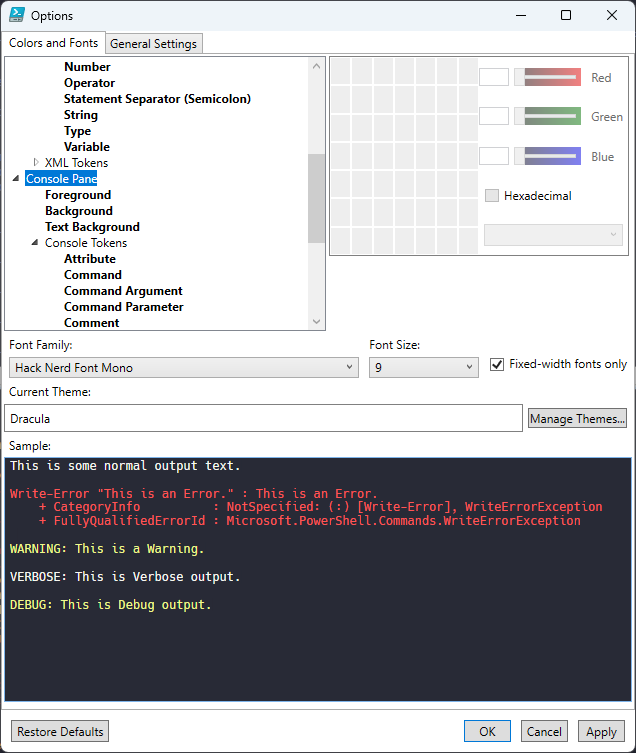 Options
Colors and Fonts
General Settings
Number
Operator
Statement Separator (Semicolon)
String
Type
Variable
XML Tokens
Console Pane
Foreground
Background
Text Background
Console Tokens
Attribute
Command
Command Argument
Command Parameter
Comment
Red
Green
Blue
Hexadecimal
Font Family:
Font Size:
Hack Nerd Font Mono
9
Fixed-width fonts only
Current Theme:
Dracula
Manage Themes...
Sample:
This is some normal output text.
Write-Error "This is an Error." : This is an Error.
    + CategoryInfo          : NotSpecified: (:) [Write-Error], WriteErrorException
    + FullyQualifiedErrorId : Microsoft.PowerShell.Commands.WriteErrorException
WARNING: This is a Warning.
VERBOSE: This is Verbose output.
DEBUG: This is Debug output.
Restore Defaults
OK
Cancel
Apply